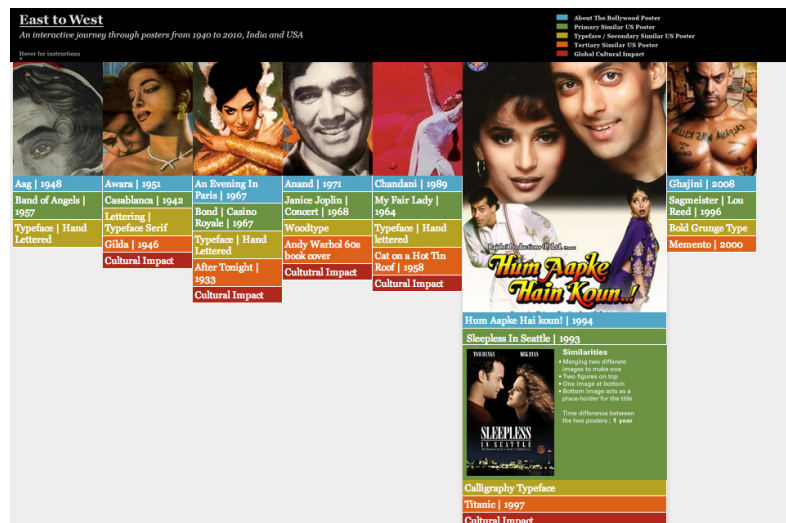 East to West
An interactive journey through posters from 1940 to 2010, India and USA
Hover for instructions
About The Bollywood Poster
Primary Similar US Poster
Typeface / Secondary Similar US Poster
Tertiary Similar US Poster
Global Cultural Impact
Aag | 1948
Band of Angels |
1957
Typeface | Hand
Lettered
Awara | 1951
Casablanca | 1942
Lettering |
Typeface Serif
Gilda | 1946
Cultural Impact
An Evening In
Paris | 1967
Bond | Casino
Royale | 1967
Typeface | Hand
Lettered
After Tonight |
1933
Cultural Impact
Anand | 1971
Janice Joplin |
Concert | 1968
Woodtype
Andy Warhol 60s
book cover
Cultutral Impact
Chandani | 1989
My Fair Lady |
1964
Typeface | Hand
lettered
Cat on a Hot Tin
Roof | 1958
Cultural Impact
Rajshri Productions (P) Ltd.
Hum Aapke
Hain Koun..!
Hum Aapke Hai koun! | 1994
Sleepless In Seattle | 1993
TOM HANKS MEG RYAN
SLEEPLESS
IN SEATTLE
Similarities
• Merging two different
images to make one
• Two figures on top
• One image at bottom
• Bottom image acts as a
place-holder for the title
Time difference between
the two posters : 1 year
Calligraphy Typeface
Titanic | 1997
Cultural Impact
Ghajini | 2008
Sagmeister | Lou
Reed | 1996
Bold Grunge Type
Memento | 2000